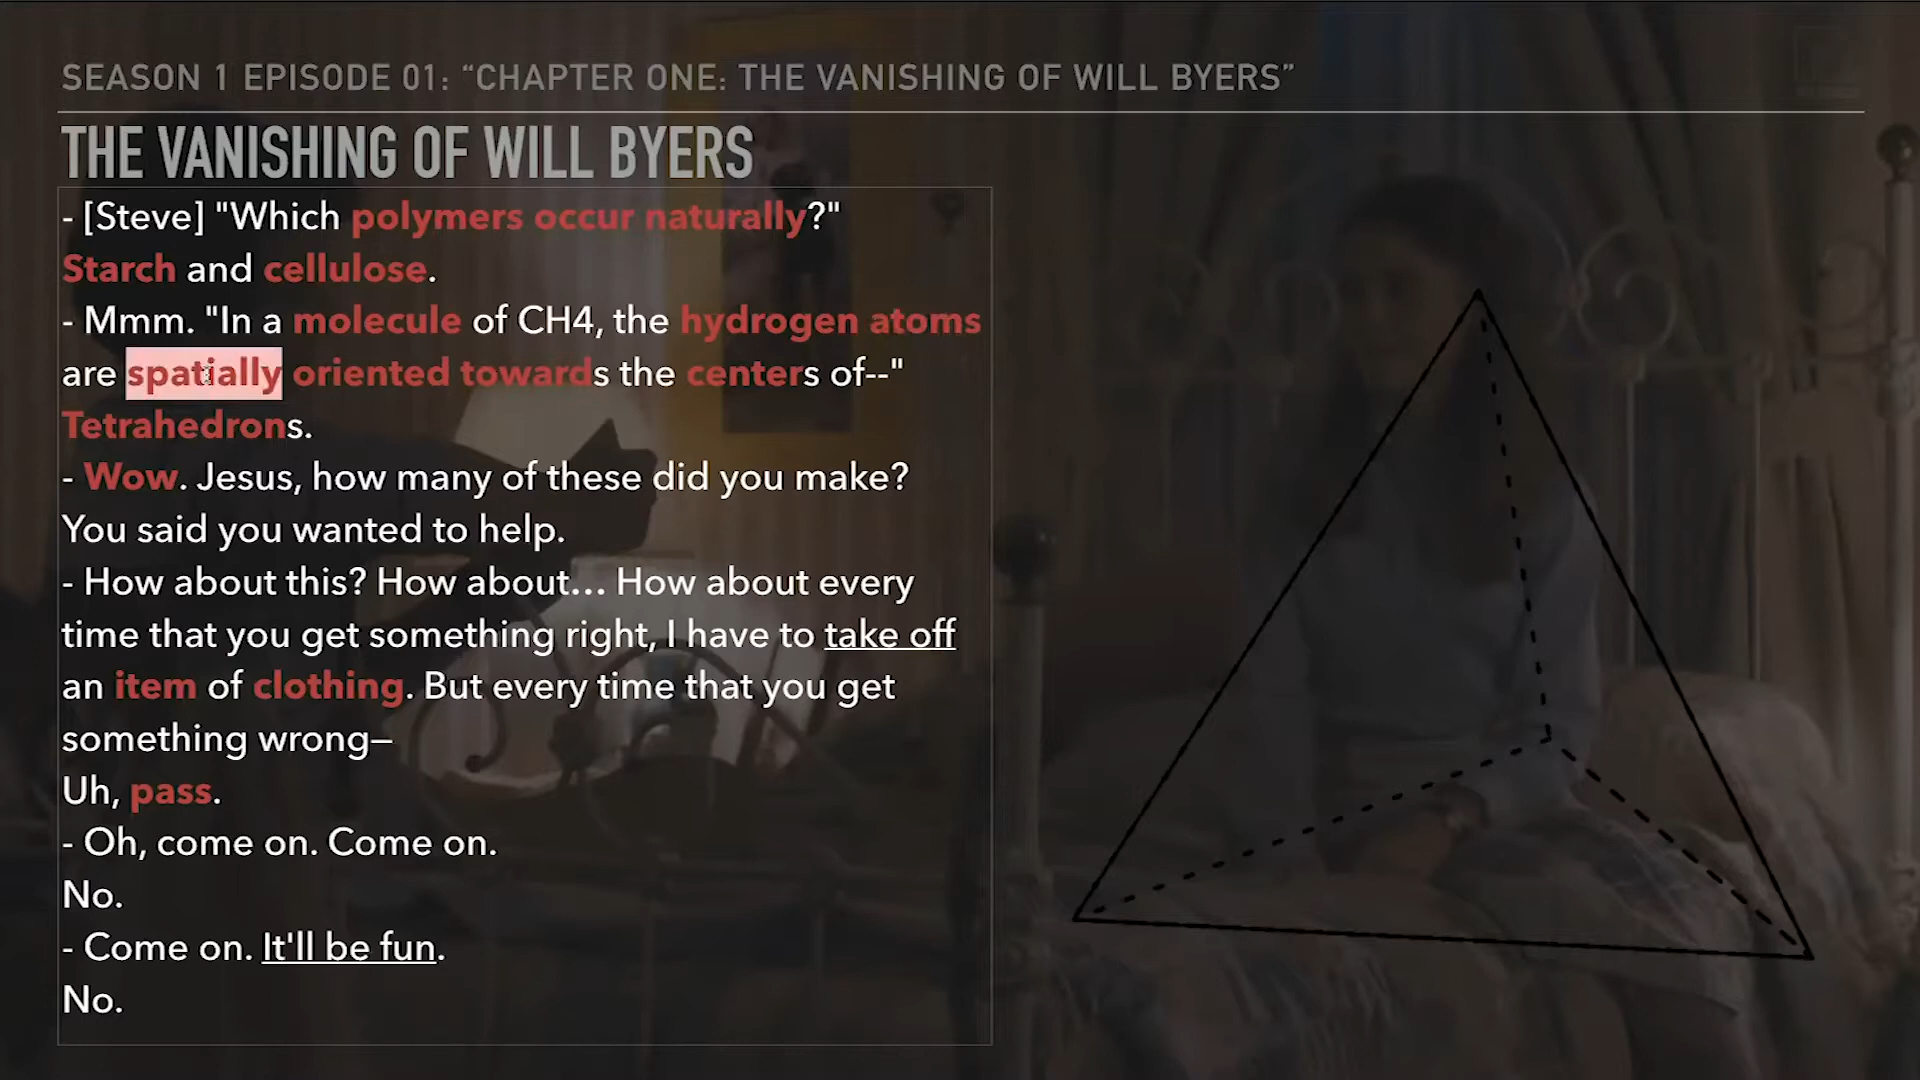 SEASON 1 EPISODE 01: “CHAPTER ONE: THE VANISHING OF WILL BYERS”
THE VANISHING OF WILL BYERS
- [Steve] "Which polymers occur naturally?"
Starch and cellulose.
- Mmm. "In a molecule of CH4, the hydrogen atoms
are spatially oriented towards the centers of--"
Tetrahedrons.
- Wow. Jesus, how many of these did you make?
You said you wanted to help.
- How about this? How about… How about every
time that you get something right, I have to take off
an item of clothing. But every time that you get
something wrong—
Uh, pass.
- Oh, come on. Come on.
No.
- Come on. It'll be fun.
No.